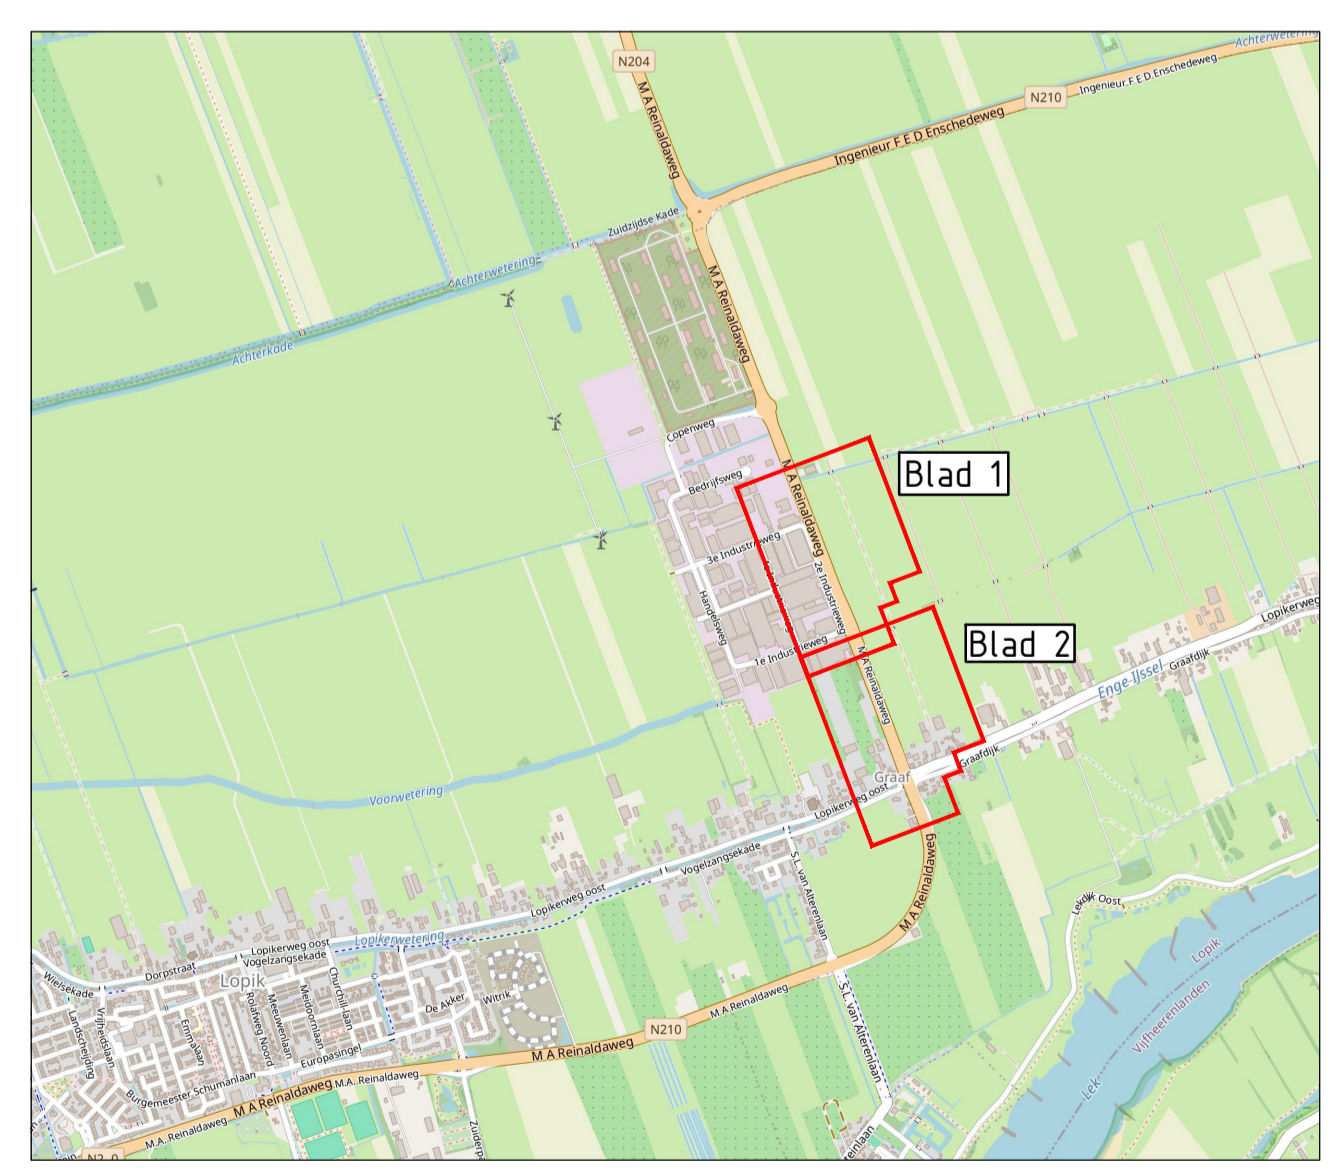 Achterwetering
N204
Ingenieur F E D Enschedeweg
N210
M A Reinaldaweg
Ingenieur F E D Enschedeweg
Zuidzijdse Kade
Achterwetering
M A Reinaldaweg
Achterkade
Copenweg
Blad 1
Bedrijfsweg
M A Reinaldaweg
3e Industrieweg
2e Industrieweg
Handelsweg
Lopikerweg
1e Industrieweg
Blad 2
M A Reinaldaweg
Graafdijk
Enge IJssel
Graafdijk
Graaf
Voorwetering
Lopikerweg oost
Vogelzangsekade
S.L. van Alterenlaan
M A Reinaldaweg
Lekdijk Oost
Lopikerweg oost
Lopikerwetering
Lopikerweg oost
Vogelzangsekade
Dorpstraat
Wielsekade
Lopik
Lopik
Vijfheerenlanden
Lek
Churchilllaan
Meidoornlaan
Meeuwenlaan
Rolafweg Noord
De Akker
Witrik
Emmalaan
Vrijheidslaan
Landscheiding
M A Reinaldaweg
N210
S.L. van Alterenlaan
Europasingel
M A Reinaldaweg
Burgemeester Schumanlaan
M.A. Reinaldaweg
M A Reinaldaweg
M.A. Reinaldaweg